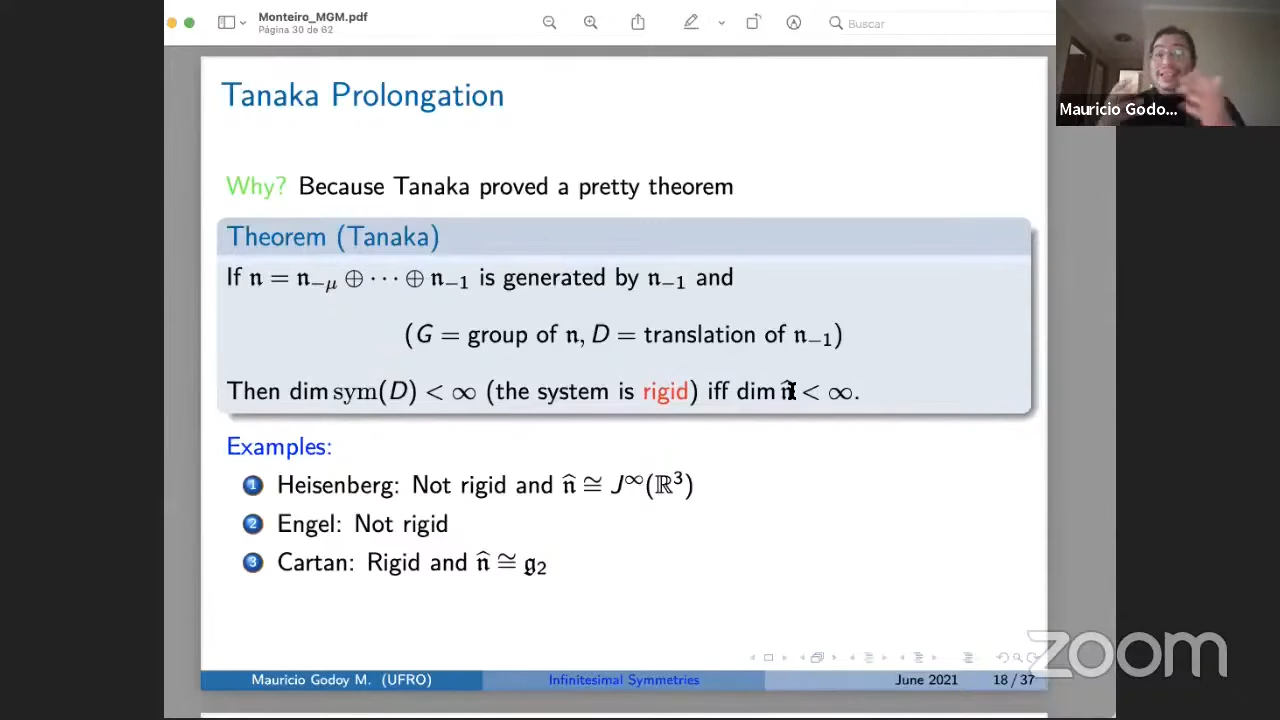 Monteiro_MGM.pdf
Página 30 de 62
Buscar
Mauricio Godo...
Tanaka Prolongation
Why? Because Tanaka proved a pretty theorem
Theorem (Tanaka)
If 𝔫 = 𝔫₋μ ⊕ ··· ⊕ 𝔫₋₁ is generated by 𝔫₋₁ and
(G = group of 𝔫, D = translation of 𝔫₋₁)
Then dim sym(D) < ∞ (the system is rigid) iff dim 𝔫̂ < ∞.
Examples:
1 Heisenberg: Not rigid and 𝔫̂ ≅ J^∞(ℝ³)
2 Engel: Not rigid
3 Cartan: Rigid and 𝔫̂ ≅ 𝔤₂
Mauricio Godoy M. (UFRO) Infinitesimal Symmetries June 2021 18 / 37
zoom